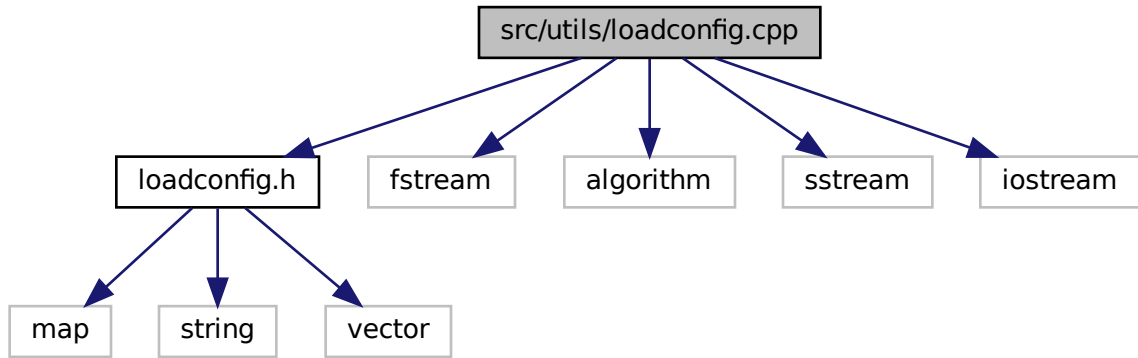 src/utils/loadconfig.cpp
loadconfig.h
fstream
algorithm
sstream
iostream
map
string
vector